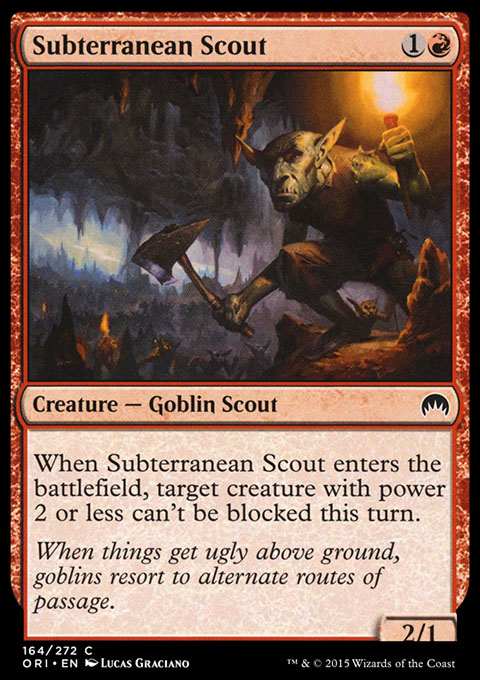 Subterranean Scout 1
Creature — Goblin Scout
When Subterranean Scout enters the
battlefield, target creature with power
2 or less can't be blocked this turn.
When things get ugly above ground,
goblins resort to alternate routes of
passage.
2/1
164/272 C
ORI • EN Lucas Graciano
™ & © 2015 Wizards of the Coast